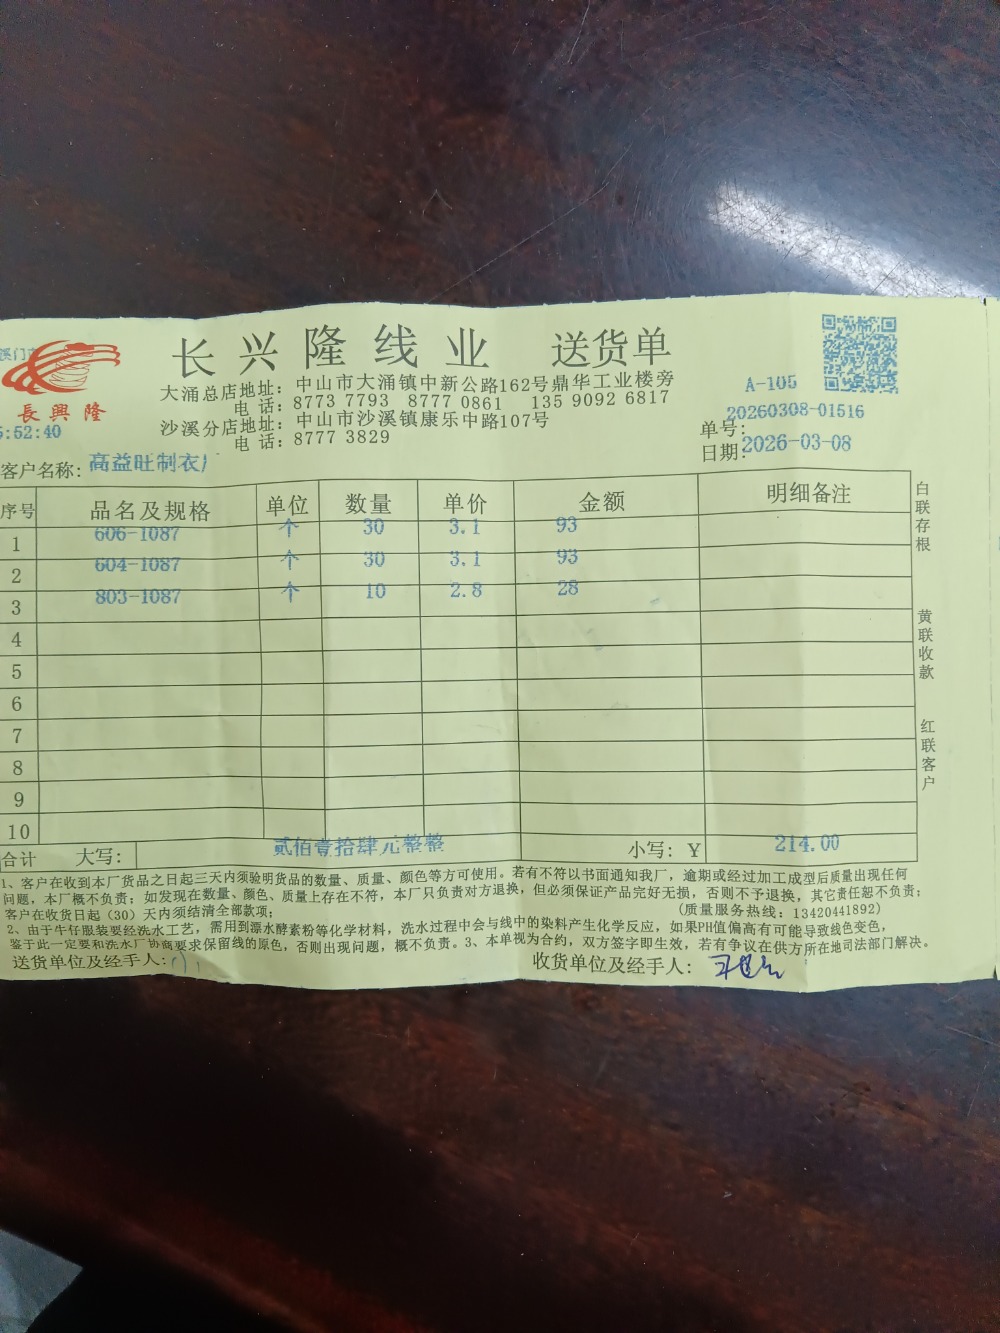 长兴隆线业 送货单
長興隆
大涌总店地址：中山市大涌镇中新公路162号鼎华工业楼旁
电 话：8773 7793 8770 0861 135 9092 6817
沙溪分店地址：中山市沙溪镇康乐中路107号
电 话：8777 3829
A-105
5:52:40
单号：20260308-01516
日期：2026-03-08
客户名称：高益旺制衣厂
序号 品名及规格 单位 数量 单价 金额 明细备注
1 606-1087 个 30 3.1 93
2 604-1087 个 30 3.1 93
3 803-1087 个 10 2.8 28
4
5
6
7
8
9
10
合计 大写： 贰佰壹拾肆元整整 小写：Y 214.00
白联存根
黄联收款
红联客户
1、客户在收到本厂货品之日起三天内须验明货品的数量、质量、颜色等方可使用。若有不符以书面通知我厂，逾期或经过加工成型后质量出现任何
问题，本厂概不负责；如发现在数量、颜色、质量上存在不符，本厂只负责对方退换，但必须保证产品完好无损，否则不予退换，其它责任恕不负责；
客户在收货日起（30）天内须结清全部款项； (质量服务热线：13420441892)
2、由于牛仔服装要经洗水工艺，需用到漂水酵素粉等化学材料，洗水过程中会与线中的染料产生化学反应，如果PH值偏高有可能导致线色变色，
鉴于此一定要和洗水厂协商要求保留线的原色，否则出现问题，概不负责。3、本单视为合约，双方签字即生效，若有争议在供方所在地司法部门解决。
送货单位及经手人： 收货单位及经手人：